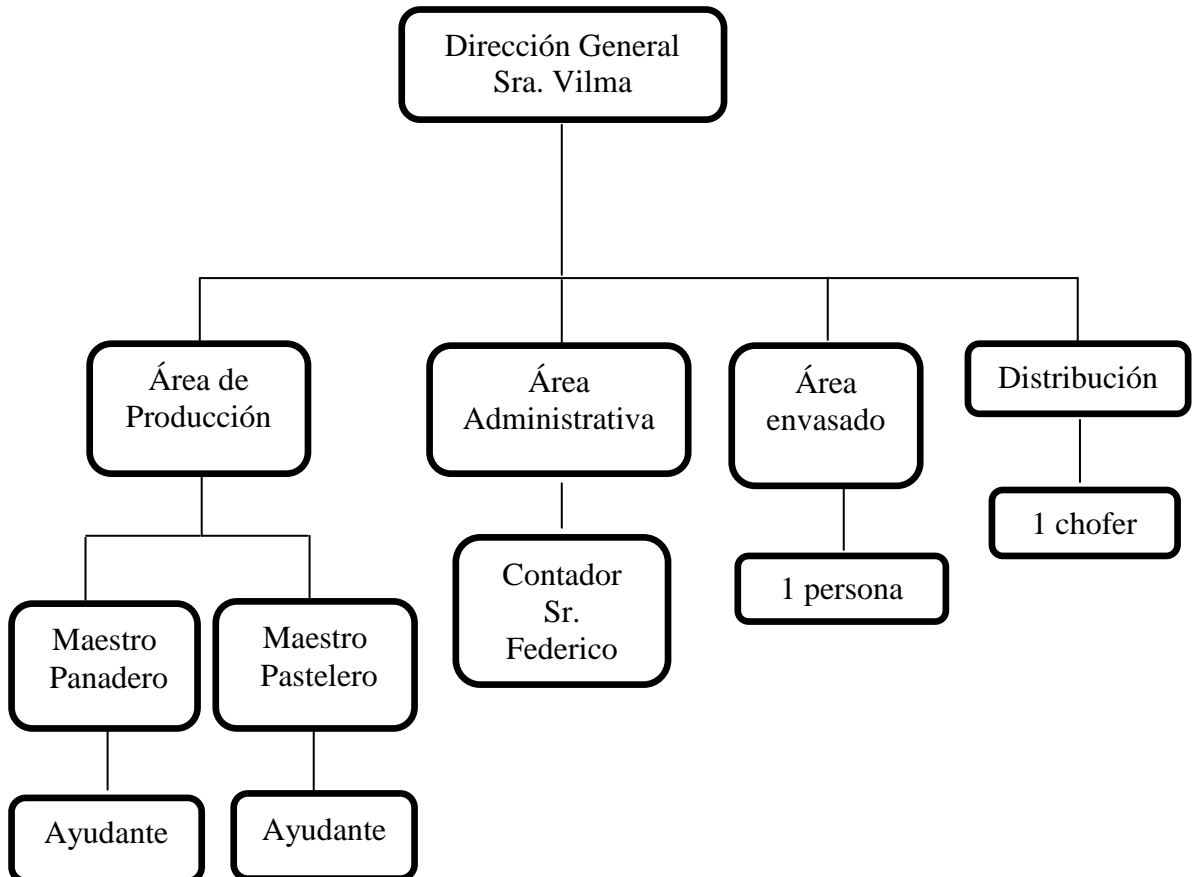 Dirección General
Sra. Vilma
Área de
Producción
Área
Administrativa
Área
envasado
Distribución
1 chofer
Contador
Sr.
Federico
1 persona
Maestro
Panadero
Maestro
Pastelero
Ayudante
Ayudante